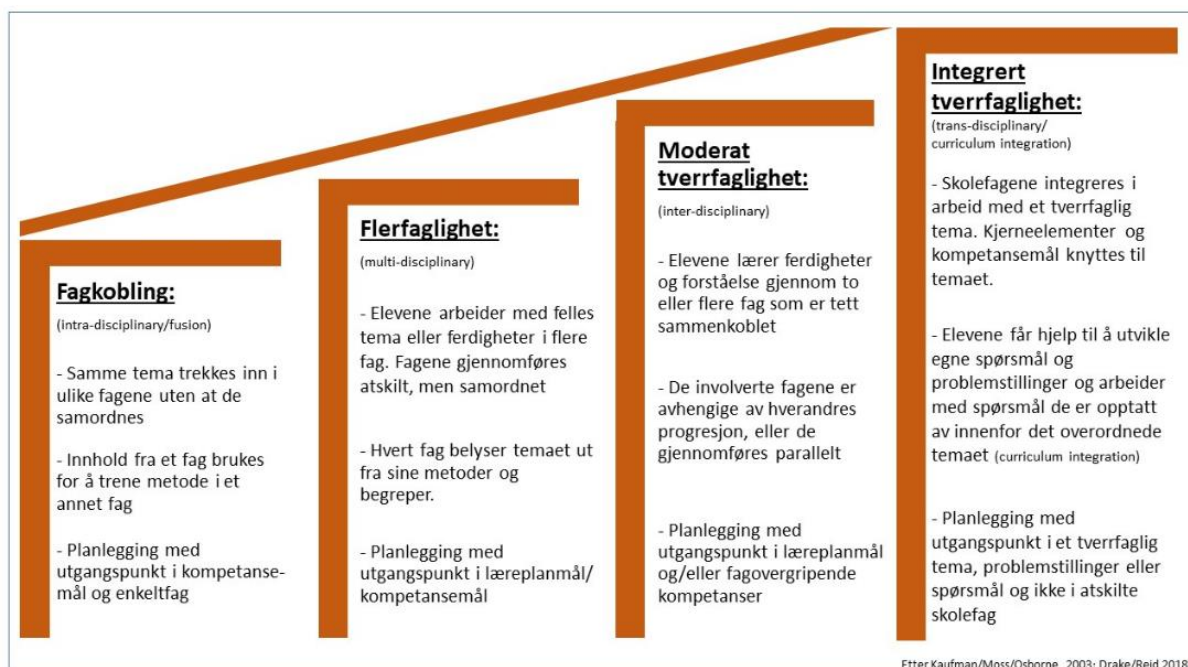 Fagkobling:
(intra-disciplinary/fusion)
- Samme tema trekkes inn i
ulike fagene uten at de
samordnes
- Innhold fra et fag brukes
for å trene metode i et
annet fag
- Planlegging med
utgangspunkt i kompetanse-
mål og enkeltfag
Flerfaglighet:
(multi-disciplinary)
- Elevene arbeider med felles
tema eller ferdigheter i flere
fag. Fagene gjennomføres
atskilt, men samordnet
- Hvert fag belyser temaet ut
fra sine metoder og
begreper.
- Planlegging med
utgangspunkt i læreplanmål/
kompetansemål
Moderat
tverrfaglighet:
(inter-disciplinary)
- Elevene lærer ferdigheter
og forståelse gjennom to
eller flere fag som er tett
sammenkoblet
- De involverte fagene er
avhengige av hverandres
progresjon, eller de
gjennomføres parallelt
- Planlegging med
utgangspunkt i læreplanmål
og/eller fagovergripende
kompetanser
Integrert
tverrfaglighet:
(trans-disciplinary/
curriculum integration)
- Skolefagene integreres i
arbeid med et tverrfaglig
tema. Kjerneelementer og
kompetansemål knyttes til
temaet.
- Elevene får hjelp til å utvikle
egne spørsmål og
problemstillinger og arbeider
med spørsmål de er opptatt
av innenfor det overordnede
temaet (curriculum integration)
- Planlegging med
utgangspunkt i et tverrfaglig
tema, problemstillinger eller
spørsmål og ikke i atskilte
skolefag
Etter Kaufman/Moss/Osborne, 2003; Drake/Reid 2018